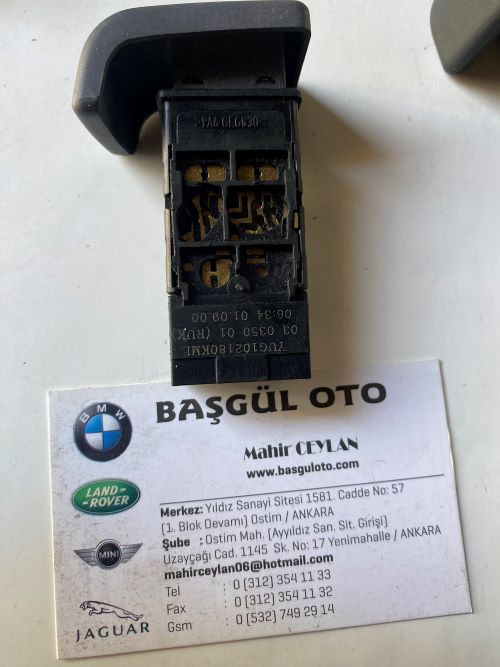 >PA6 GLGW30<
YUG102180KML
03 0350 01 (RUK)
06:34 01.09.00
BMW
BAŞGÜL OTO
Mahir CEYLAN
www.basguloto.com
LAND-
ROVER
MINI
JAGUAR
Merkez: Yıldız Sanayi Sitesi 1581. Cadde No: 57
(1. Blok Devamı) Ostim / ANKARA
Şube : Ostim Mah. (Ayyıldız San. Sit. Girişi)
Uzayçağı Cad. 1145 Sk. No: 17 Yenimahalle / ANKARA
mahirceylan06@hotmail.com
Tel : 0 (312) 354 11 33
Fax : 0 (312) 354 11 32
Gsm : 0 (532) 749 29 14